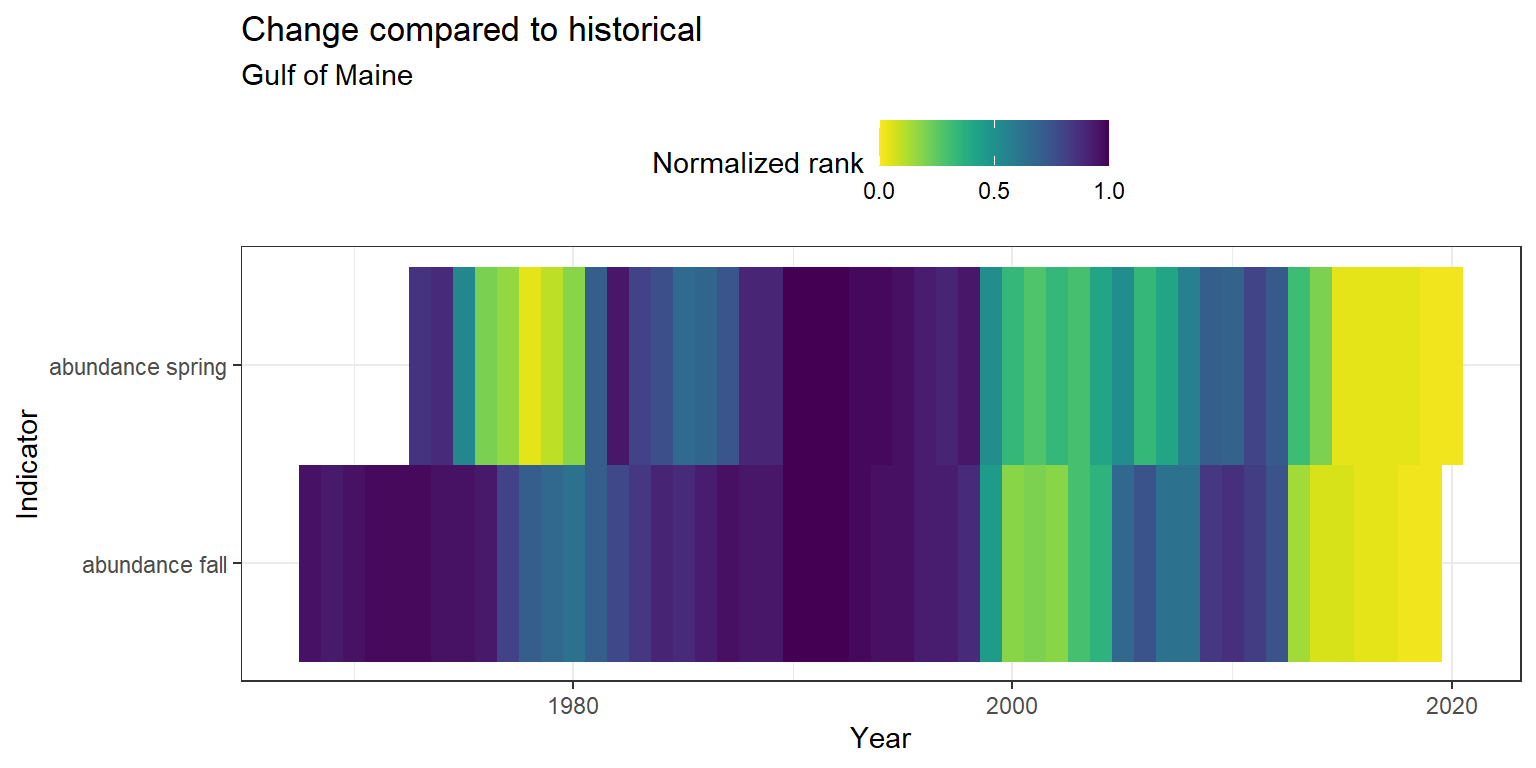 Change compared to historical
Gulf of Maine
Normalized rank
0.0 0.5 1.0
Indicator
abundance spring
abundance fall
1980 2000 2020
Year